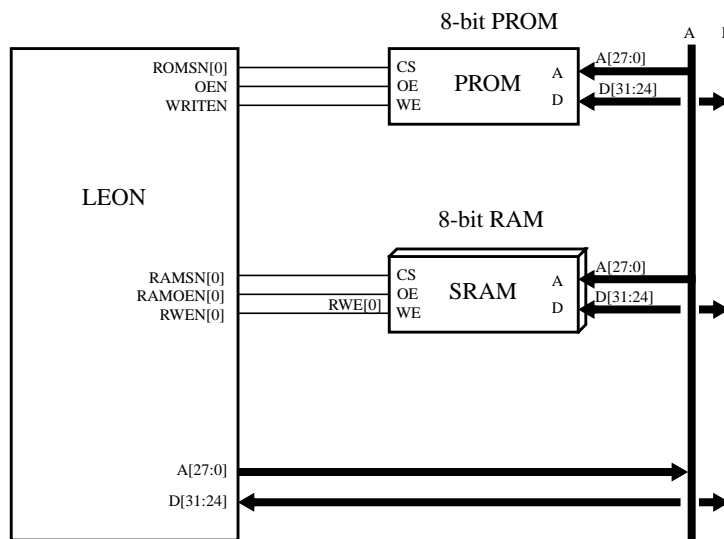 8-bit PROM
A
ROMSN[0]
OEN
WRITEN
CS
OE
WE
PROM
A
D
A[27:0]
D[31:24]
LEON
8-bit RAM
RAMSN[0]
RAMOEN[0]
RWEN[0]
RWE[0]
CS
OE
WE
SRAM
A
D
A[27:0]
D[31:24]
A[27:0]
D[31:24]